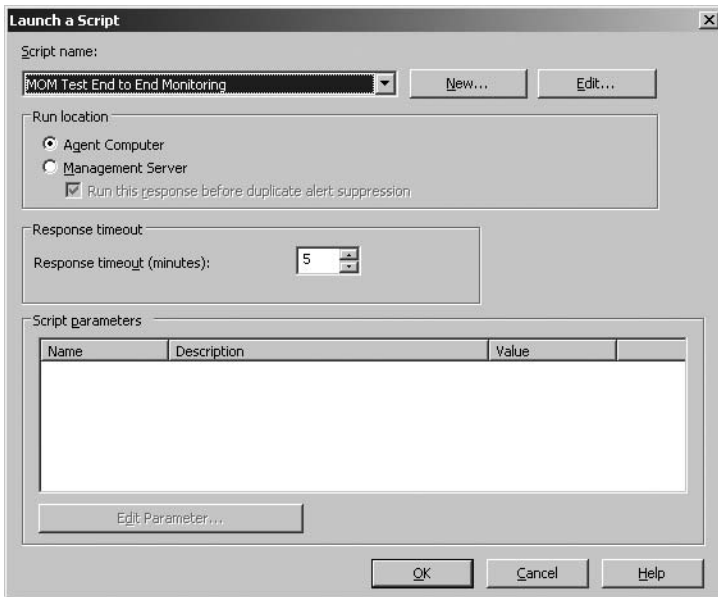 Launch a Script
Script name:
MOM Test End to End Monitoring
New...
Edit...
Run location
Agent Computer
Management Server
Run this response before duplicate alert suppression
Response timeout
Response timeout (minutes):
5
Script parameters
Name Description Value
Edit Parameter...
OK Cancel Help